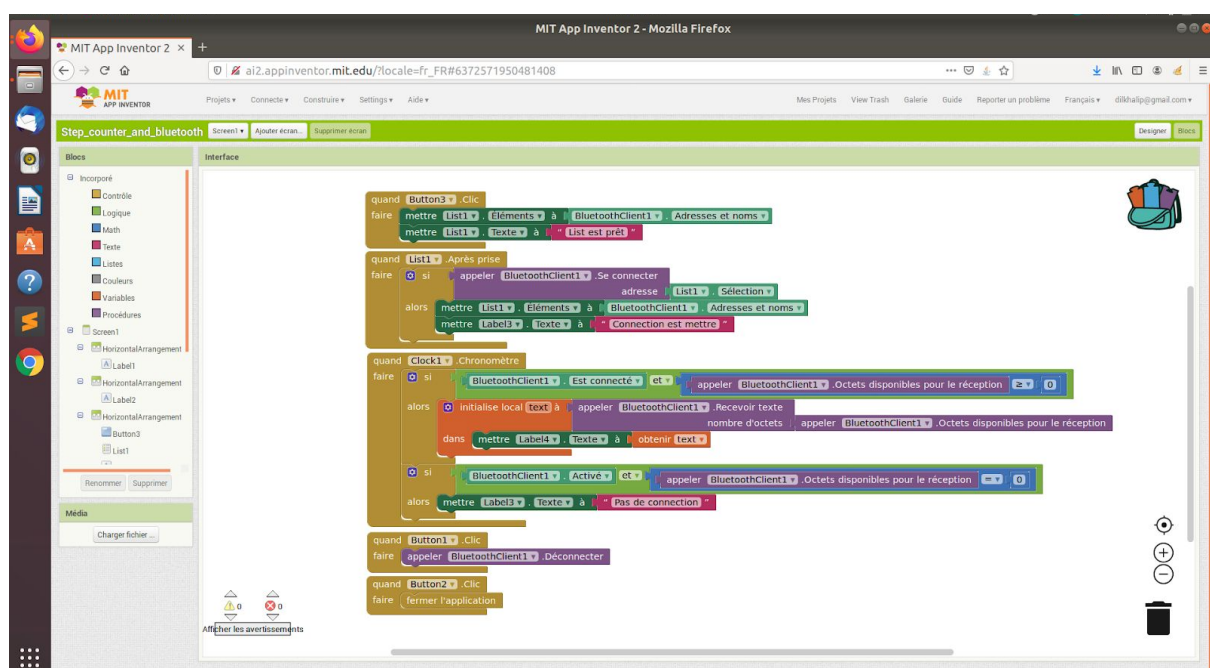 MIT App Inventor 2 - Mozilla Firefox
MIT App Inventor 2 × +
ai2.appinventor.mit.edu/?locale=fr_FR#6372571950481408
MIT
APP INVENTOR
Projets Connecte Construire Settings Aide Mes Projets View Trash Galerie Guide Reporter un problème Français dilkhalip@gmail.com
Step_counter_and_bluetooth Screen1 Ajouter écran... Supprimer écran Designer Blocs
Blocs Interface
Incorporé
Contrôle
Logique
Math
Texte
Listes
Couleurs
Variables
Procédures
Screen1
HorizontalArrangement
Label1
HorizontalArrangement
Label2
HorizontalArrangement
Button3
List1
Renommer Supprimer
Média
Charger fichier ...
quand Button3 .Clic
faire mettre List1 . Éléments à BluetoothClient1 . Adresses et noms
mettre List1 . Texte à " List est prêt "
quand List1 .Après prise
faire si appeler BluetoothClient1 .Se connecter
adresse List1 . Sélection
alors mettre List1 . Éléments à BluetoothClient1 . Adresses et noms
mettre Label3 . Texte à " Connection est mettre "
quand Clock1 .Chronomètre
faire si BluetoothClient1 . Est connecté et appeler BluetoothClient1 .Octets disponibles pour le réception ≥ 0
alors initialise local text à appeler BluetoothClient1 .Recevoir texte
nombre d'octets appeler BluetoothClient1 .Octets disponibles pour le réception
dans mettre Label4 . Texte à obtenir text
si BluetoothClient1 . Activé et appeler BluetoothClient1 .Octets disponibles pour le réception = 0
alors mettre Label3 . Texte à " Pas de connection "
quand Button1 .Clic
faire appeler BluetoothClient1 .Déconnecter
quand Button2 .Clic
faire fermer l'application
0 0
Afficher les avertissements